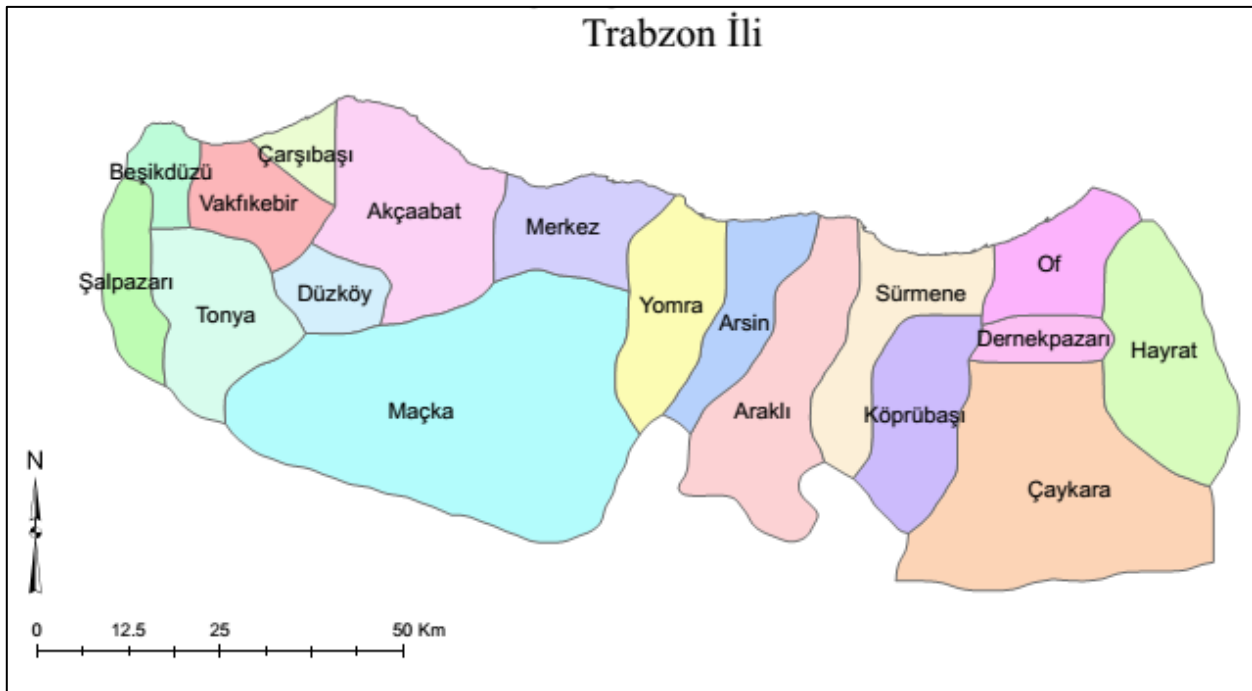 Trabzon İli
Beşikdüzü
Çarşıbaşı
Vakfıkebir
Akçaabat
Merkez
Şalpazarı
Tonya
Düzköy
Yomra
Arsin
Sürmene
Of
Dernekpazarı
Hayrat
Maçka
Araklı
Köprübaşı
Çaykara
N
0 12.5 25 50 Km